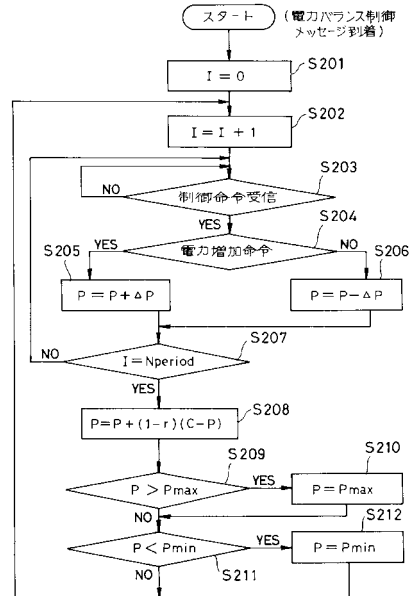 スタート
(電力バランス制御
メッセージ到着)
S201
I = 0
S202
I = I + 1
S203
制御命令受信
NO
YES
S204
電力増加命令
YES
NO
S205
P = P + ΔP
S206
P = P - ΔP
S207
I = Nperiod
NO
YES
S208
P=P+(1-r)(C-P)
S209
P > Pmax
YES
S210
P = Pmax
NO
S212
P < Pmin
YES
P = Pmin
NO
S211